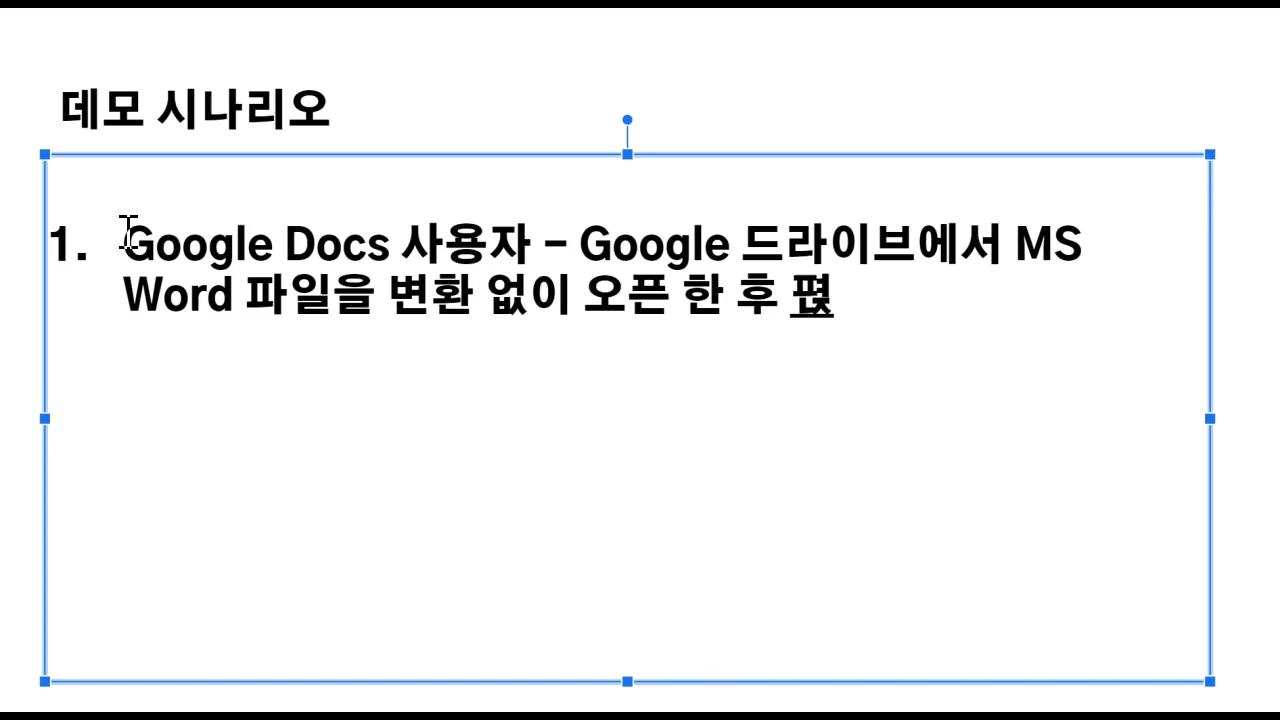 데모 시나리오
1. Google Docs 사용자 – Google 드라이브에서 MS
Word 파일을 변환 없이 오픈 한 후 폱